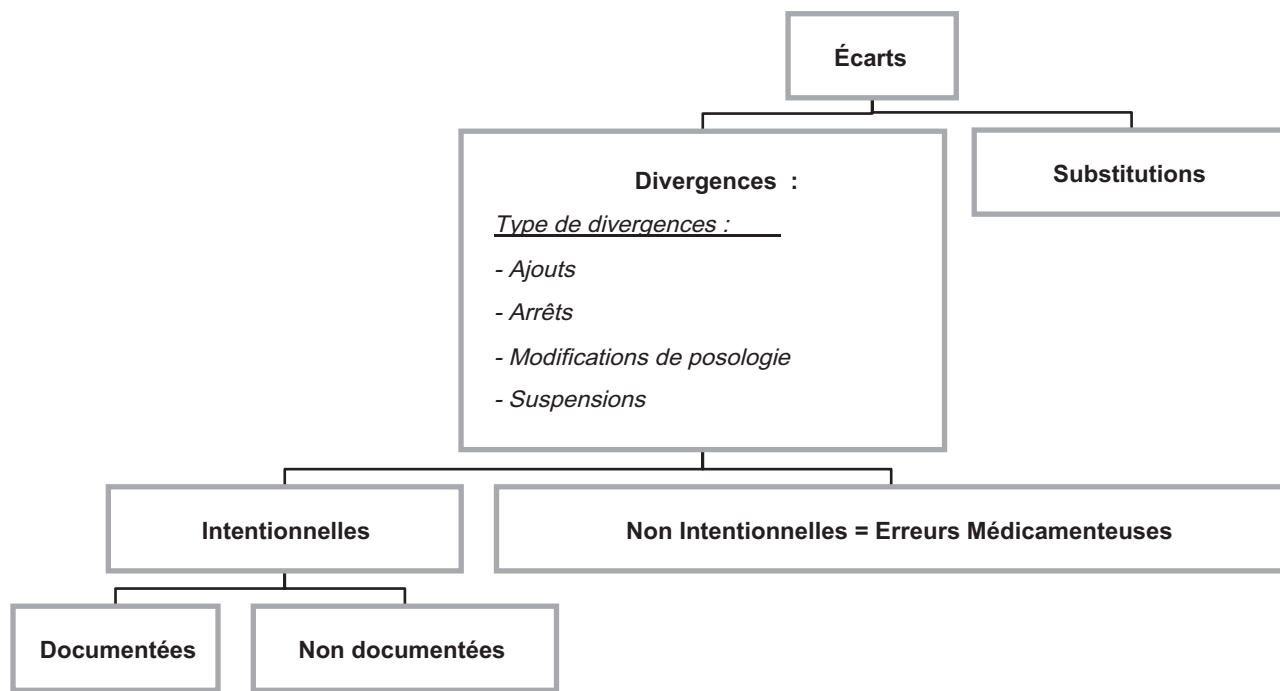 Écarts
Divergences :
Type de divergences :
- Ajouts
- Arrêts
- Modifications de posologie
- Suspensions
Substitutions
Intentionnelles
Non Intentionnelles = Erreurs Médicamenteuses
Documentées
Non documentées